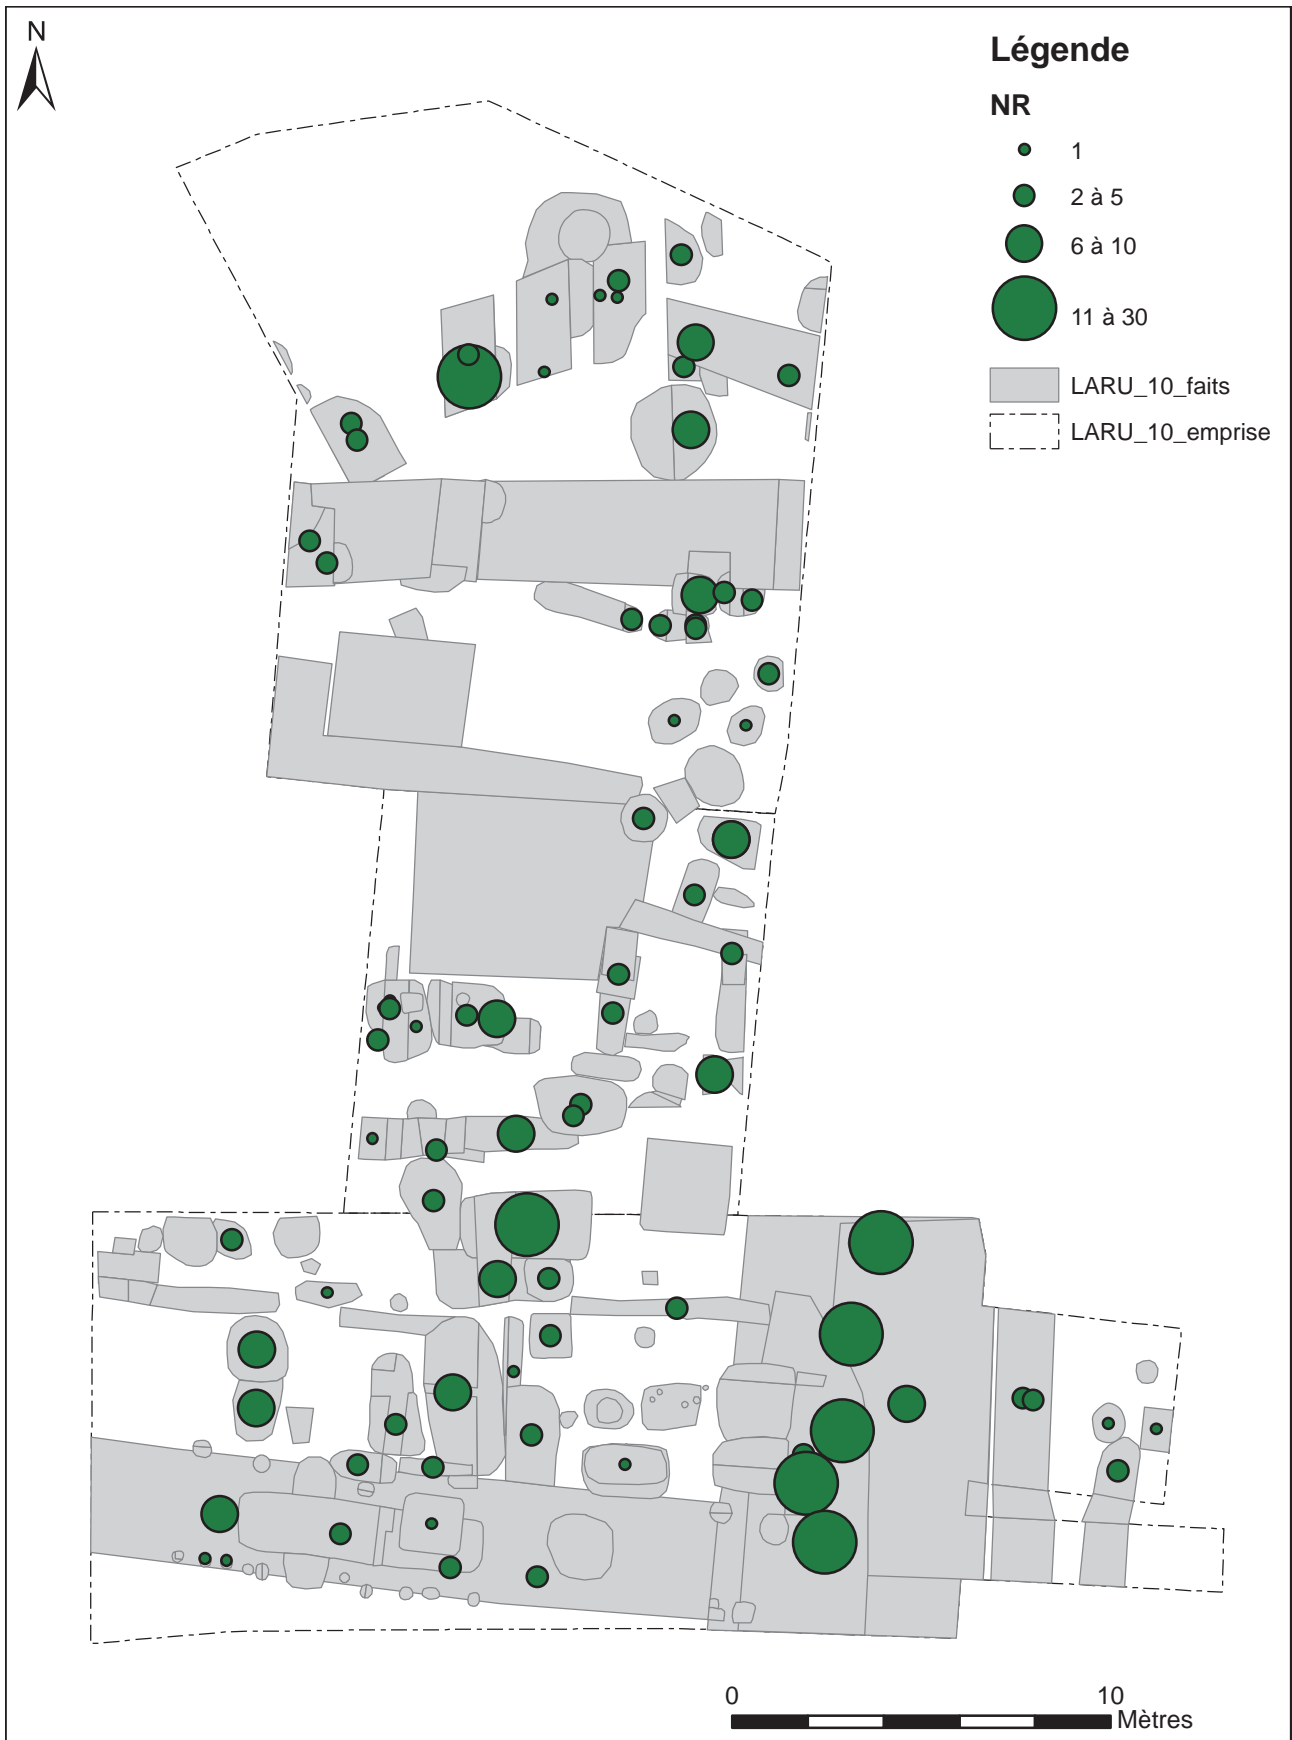 N
Légende
NR
1
2 à 5
6 à 10
11 à 30
LARU_10_faits
LARU_10_emprise
0 10
Mètres